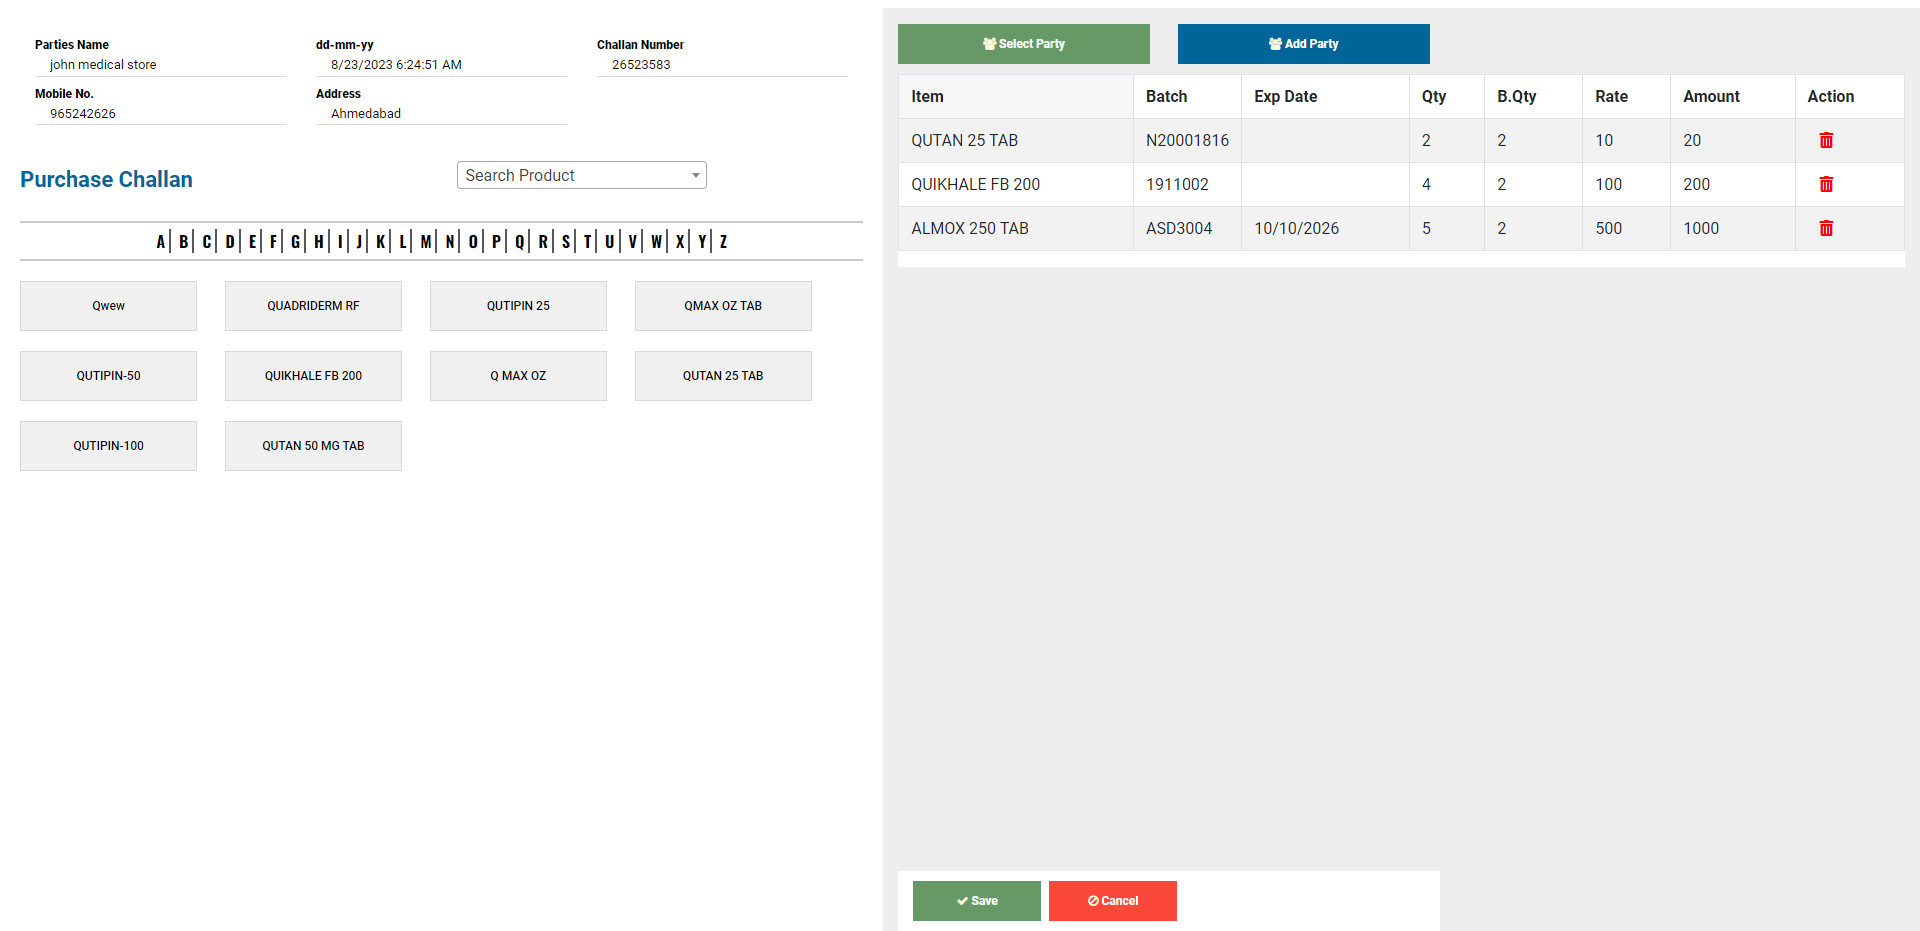 Parties Name
john medical store
dd-mm-yy
8/23/2023 6:24:51 AM
Challan Number
26523583
Mobile No.
965242626
Address
Ahmedabad
Purchase Challan
Search Product
A B C D E F G H I J K L M N O P Q R S T U V W X Y Z
Qwew QUADRIDERM RF QUTIPIN 25 QMAX OZ TAB
QUTIPIN-50 QUIKHALE FB 200 Q MAX OZ QUTAN 25 TAB
QUTIPIN-100 QUTAN 50 MG TAB
Select Party Add Party
Item Batch Exp Date Qty B.Qty Rate Amount Action
QUTAN 25 TAB N20001816 2 2 10 20
QUIKHALE FB 200 1911002 4 2 100 200
ALMOX 250 TAB ASD3004 10/10/2026 5 2 500 1000
Save Cancel